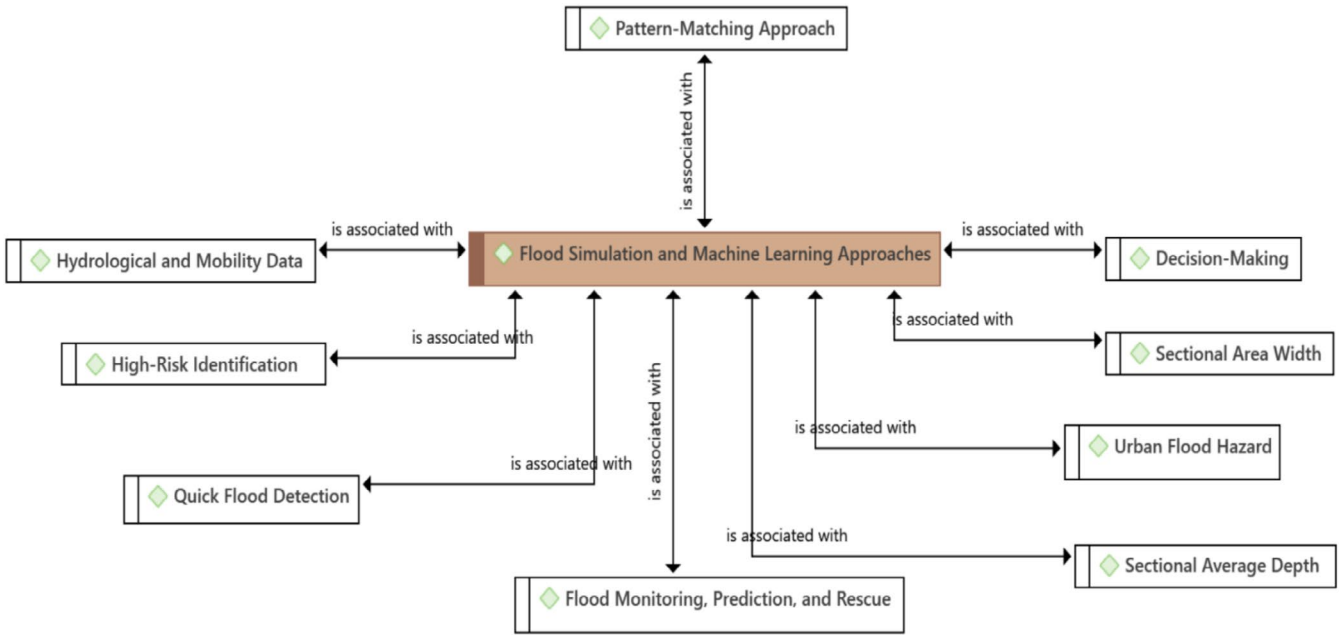 Pattern-Matching Approach
is associated with
is associated with
is associated with
Hydrological and Mobility Data
Flood Simulation and Machine Learning Approaches
Decision-Making
is associated with
is associated with
High-Risk Identification
Sectional Area Width
is associated with
is associated with
Urban Flood Hazard
is associated with
Quick Flood Detection
is associated with
Sectional Average Depth
Flood Monitoring, Prediction, and Rescue